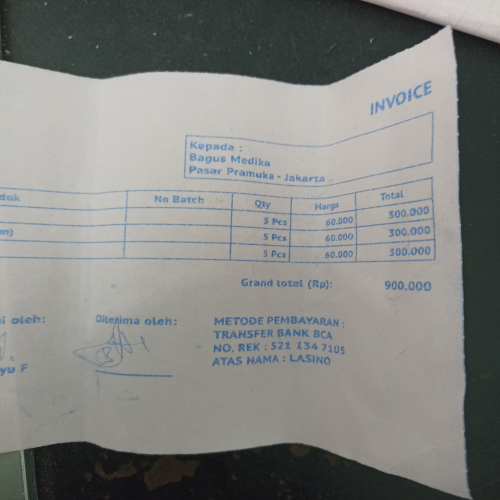 INVOICE
Kepada :
Bagus Medika
Pasar Pramuka - Jakarta
duk No Batch Qty Harga Total
5 Pcs 60.000 300.000
m) 5 Pcs 60.000 300.000
5 Pcs 60.000 300.000
Grand total (Rp): 900.000
i oleh: Diterima oleh:
yu F
METODE PEMBAYARAN :
TRANSFER BANK BCA
NO. REK : 521 134 7105
ATAS NAMA : LASINO